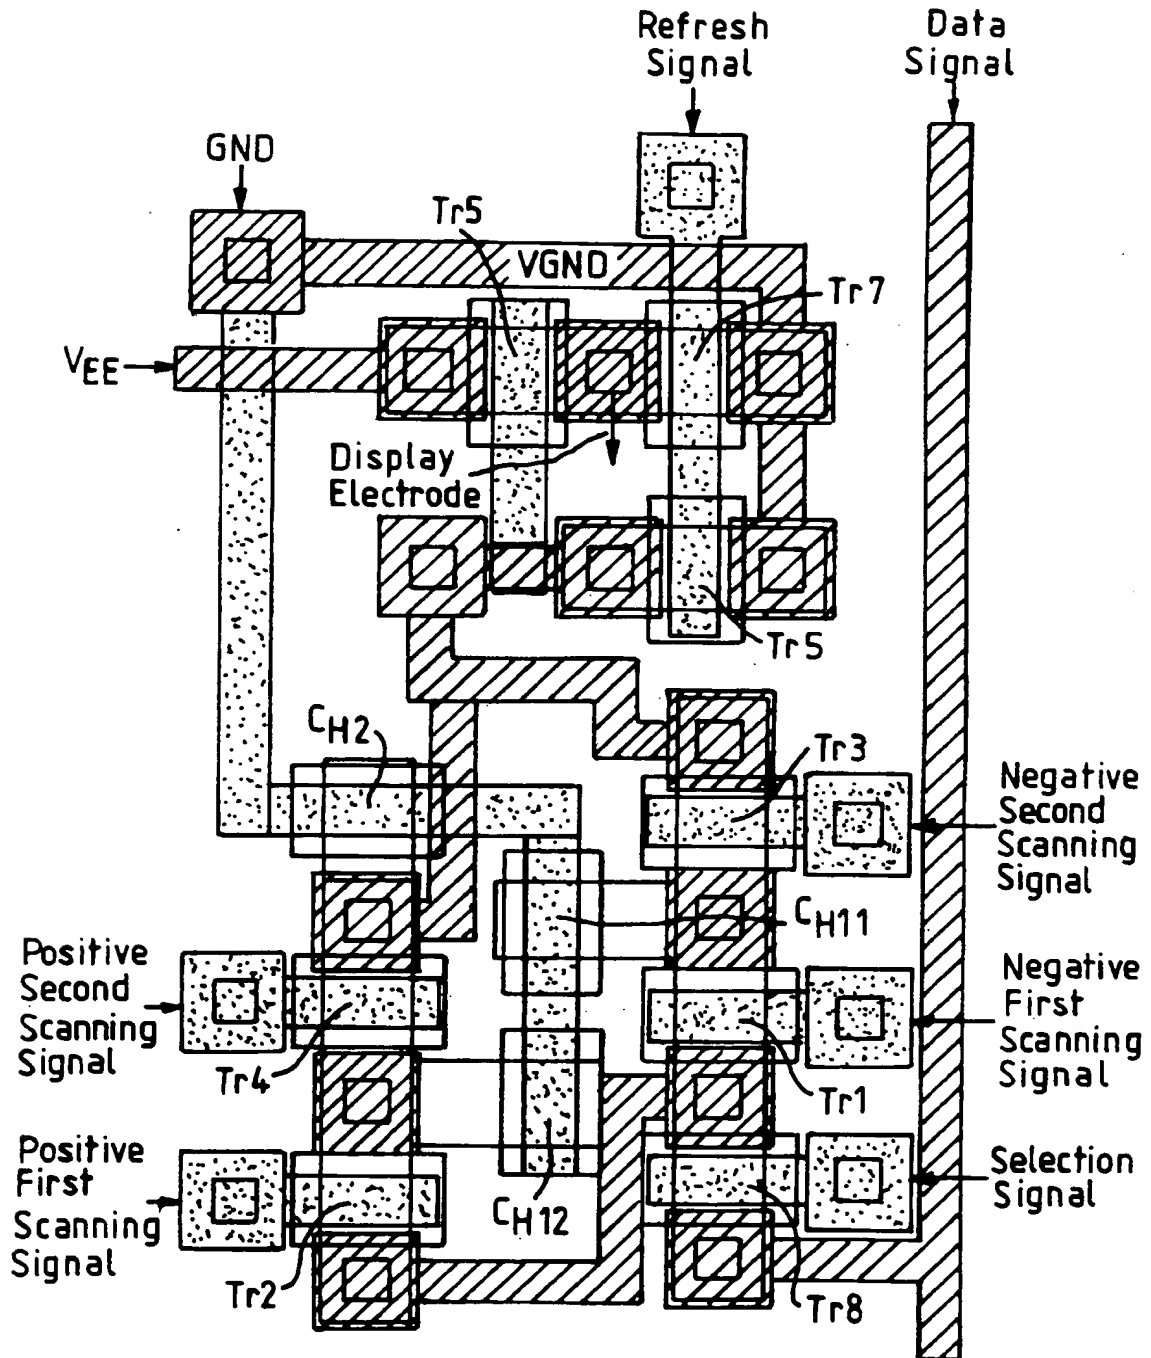 Refresh
Signal
Data
Signal
GND
Tr5
VGND
Tr7
VEE
Display
Electrode
Tr5
CH2
Tr3
Negative
Second
Scanning
Signal
CH11
Positive
Second
Scanning
Signal
Negative
First
Scanning
Signal
Tr4
Tr1
Positive
First
Scanning
Signal
Selection
Signal
CH12
Tr2
Tr8